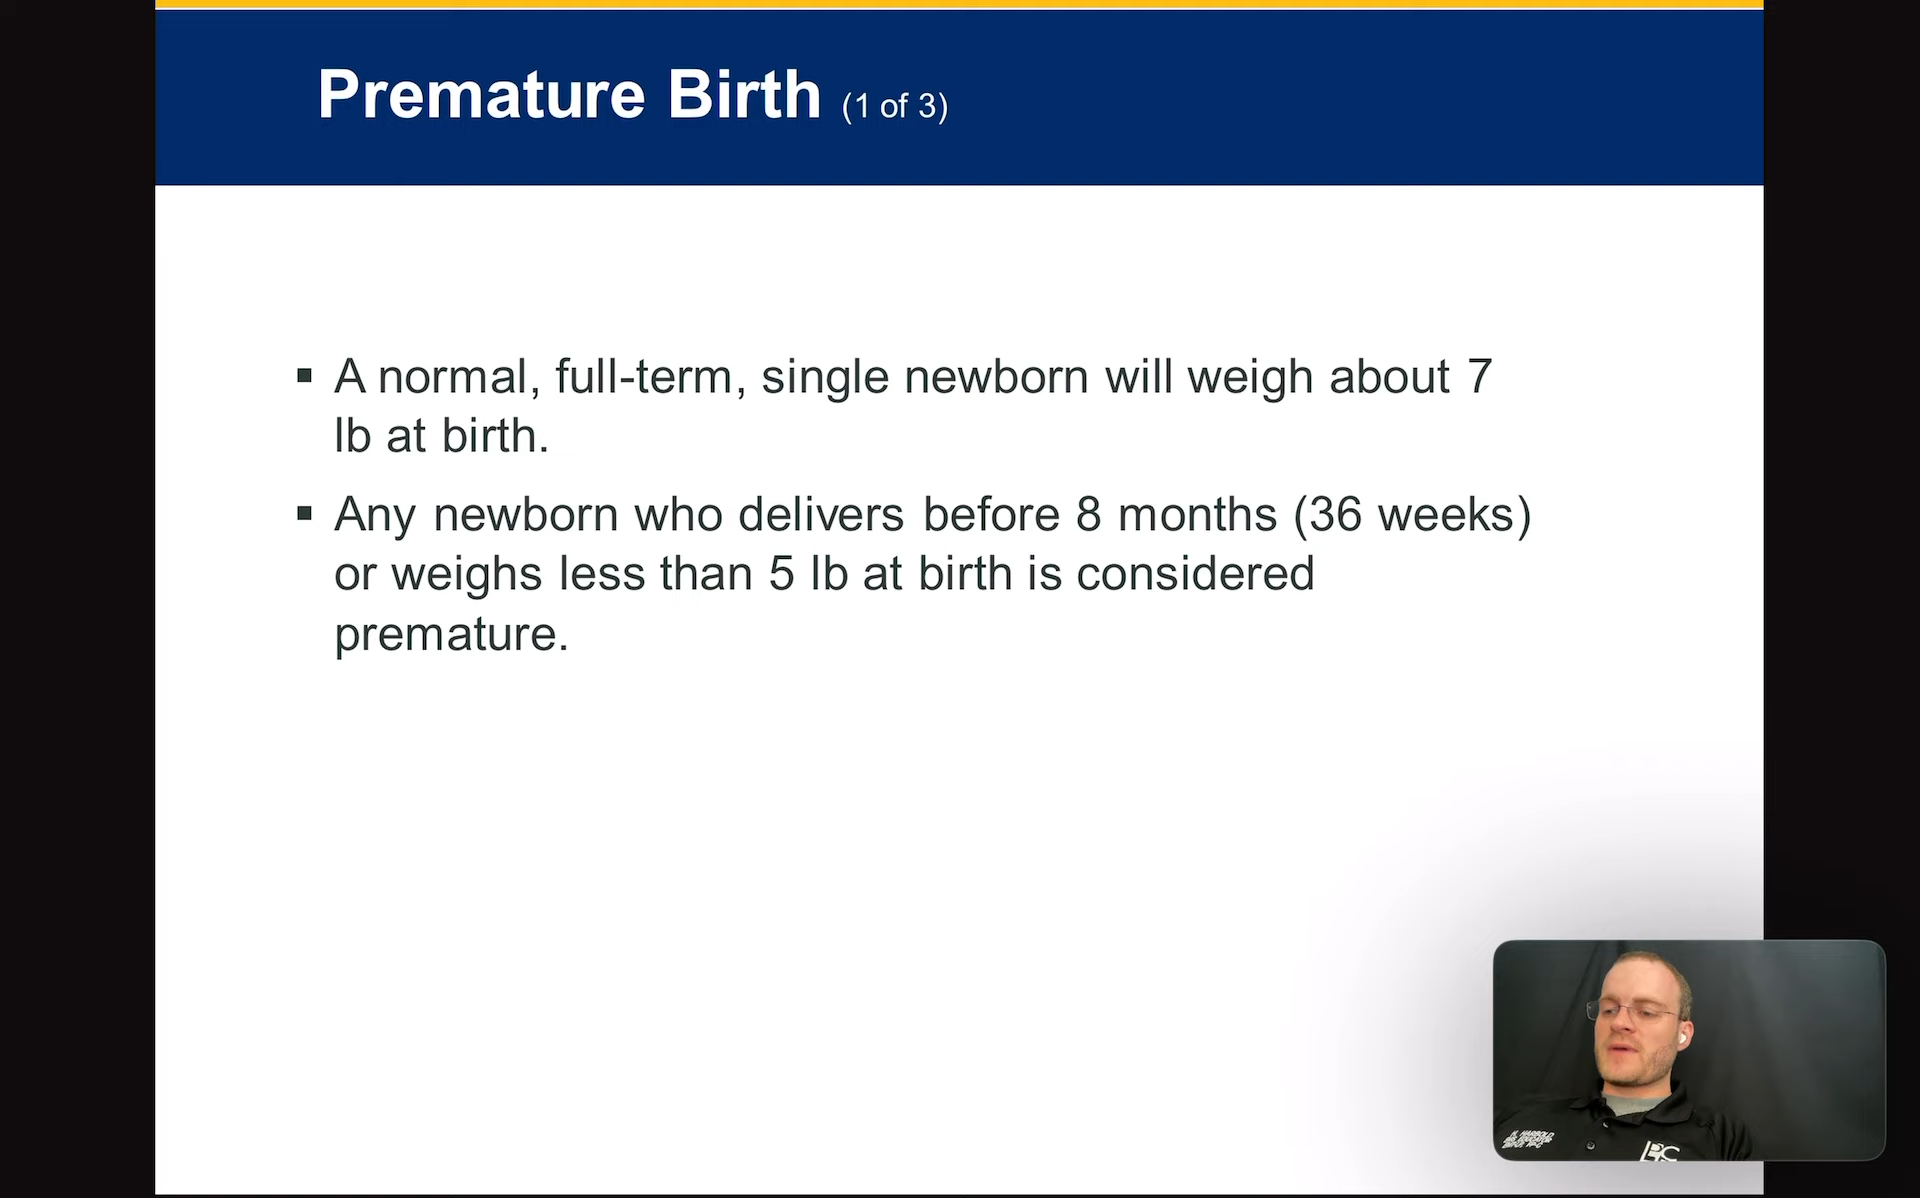 Premature Birth (1 of 3)
▪ A normal, full-term, single newborn will weigh about 7
lb at birth.
▪ Any newborn who delivers before 8 months (36 weeks)
or weighs less than 5 lb at birth is considered
premature.